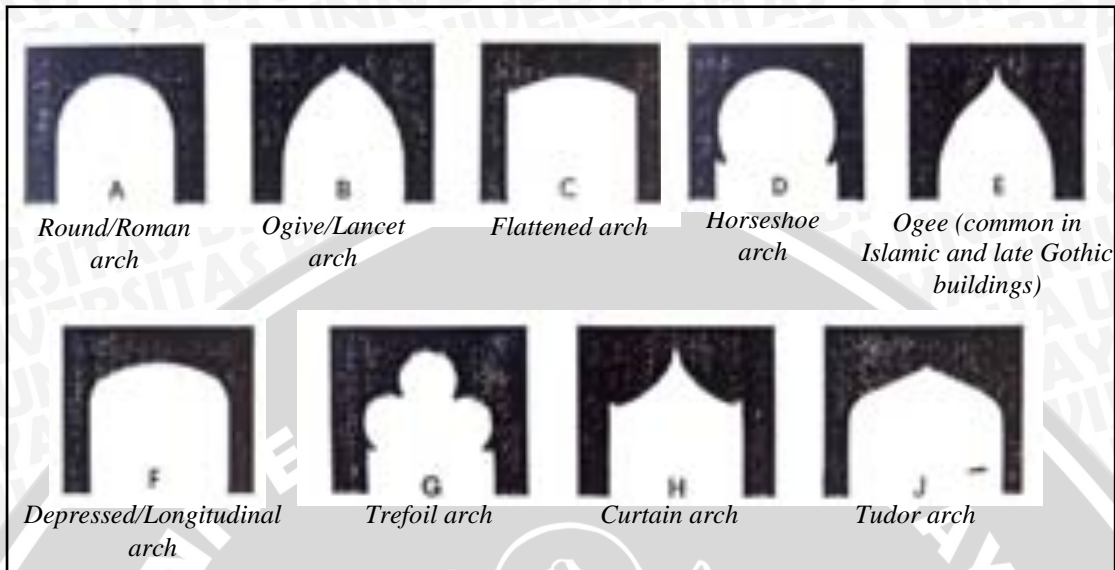 A
B
C
D
E
Round/Roman
arch
Ogive/Lancet
arch
Flattened arch
Horseshoe
arch
Ogee (common in
Islamic and late Gothic
buildings)
F
G
H
J
Depressed/Longitudinal
arch
Trefoil arch
Curtain arch
Tudor arch